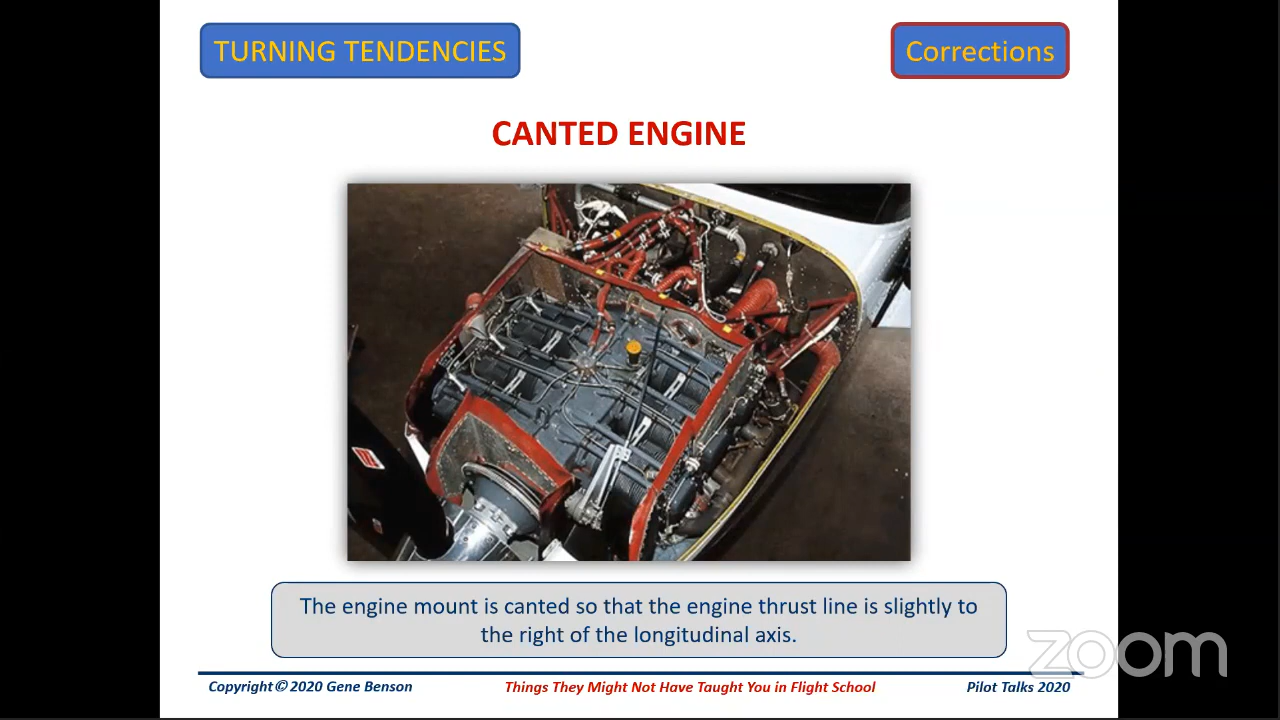 TURNING TENDENCIES
Corrections
CANTED ENGINE
The engine mount is canted so that the engine thrust line is slightly to
the right of the longitudinal axis.
Copyright © 2020 Gene Benson
Things They Might Not Have Taught You in Flight School
Pilot Talks 2020
zoom